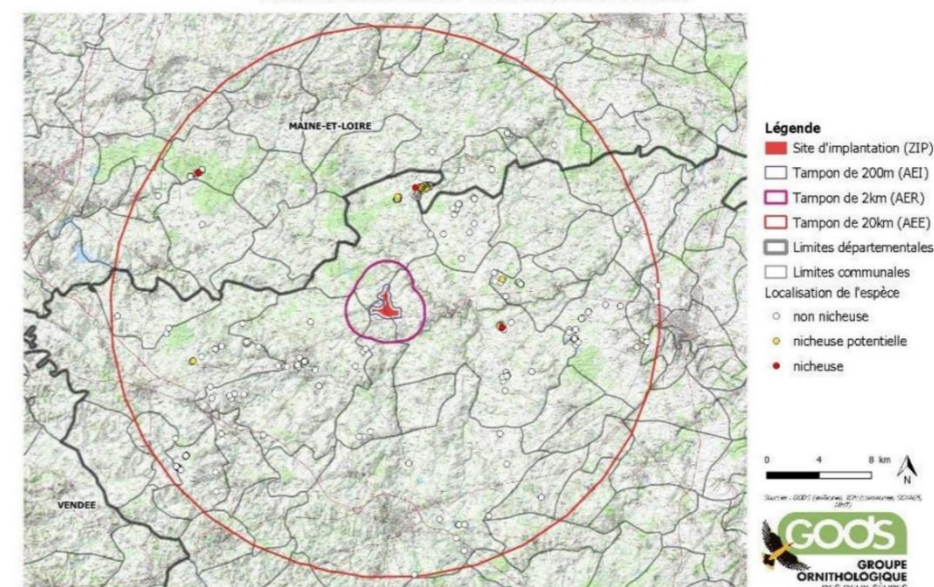 MAINE-ET-LOIRE
VENDEE
Légende
Site d'implantation (ZIP)
Tampon de 200m (AEI)
Tampon de 2km (AER)
Tampon de 20km (AEE)
Limites départementales
Limites communales
Localisation de l'espèce
non nicheuse
nicheuse potentielle
nicheuse
0 4 8 km
N
GODS
GROUPE
ORNITHOLOGIQUE